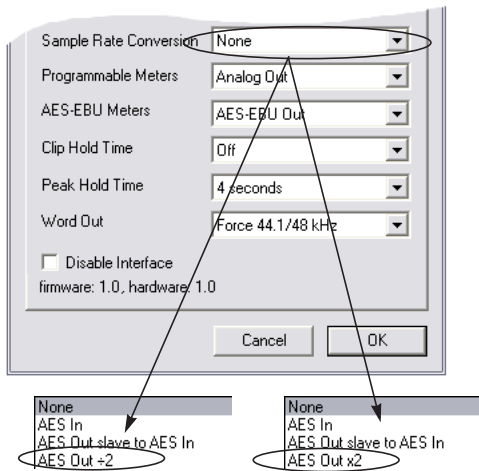 Sample Rate Conversion None
Programmable Meters Analog Out
AES-EBU Meters AES-EBU Out
Clip Hold Time Off
Peak Hold Time 4 seconds
Word Out Force 44.1/48 kHz
Disable Interface
firmware: 1.0, hardware: 1.0
Cancel OK
None
AES In
AES Out slave to AES In
AES Out ÷2
None
AES In
AES Out slave to AES In
AES Out x2